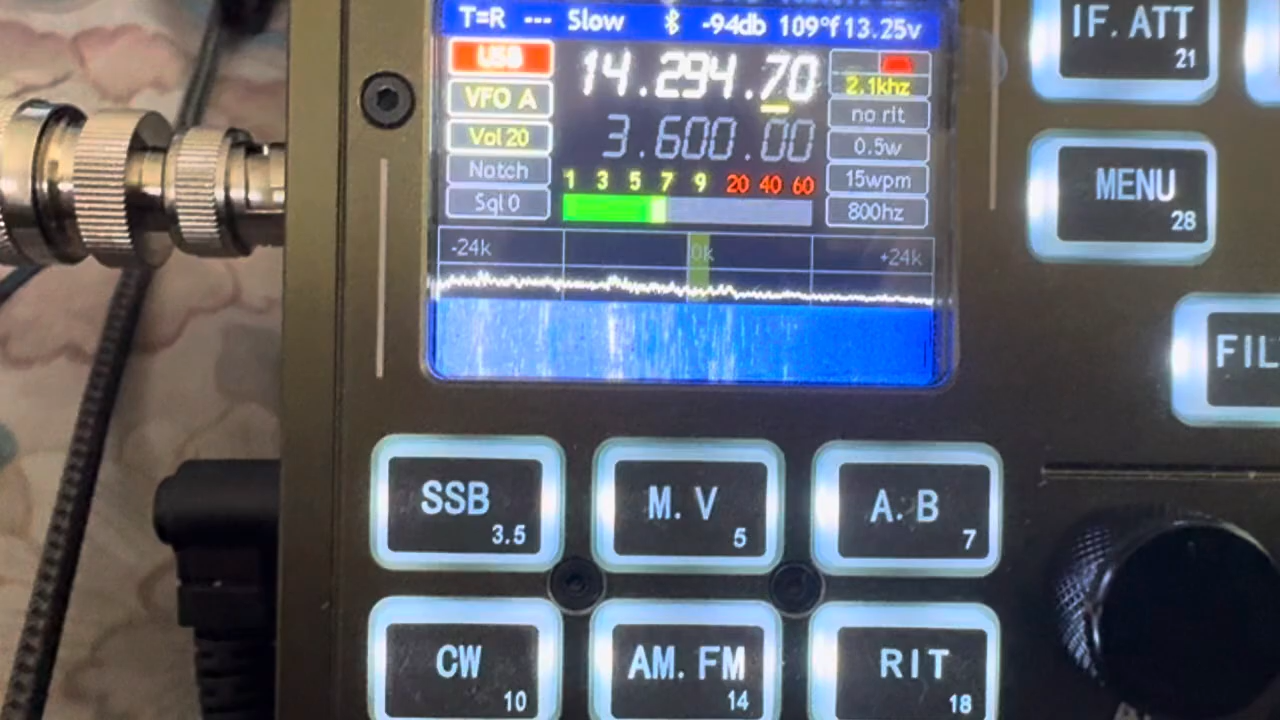 T=R --- Slow -94db 109°f 13.25v
USB
14.294.70
2.1khz
VFO A
no rit
3.600.00
Vol 20
0.5w
Notch
1 3 5 7 9 20 40 60
15wpm
Sql 0
800hz
-24k 0k +24k
IF. ATT
21
MENU
28
FIL
SSB
3.5
M. V
5
A. B
7
CW
10
AM. FM
14
RIT
18